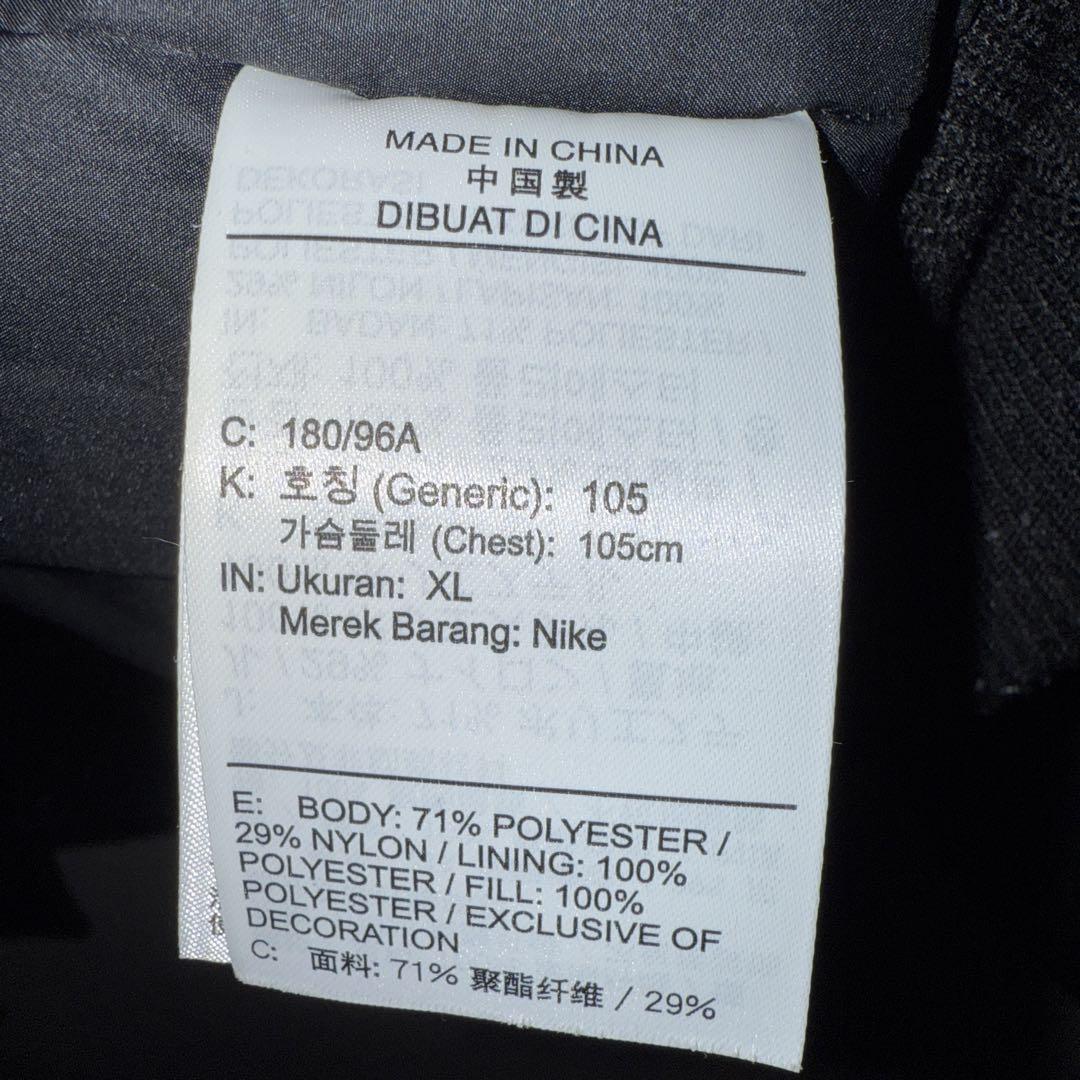 MADE IN CHINA
中国製
DIBUAT DI CINA
C: 180/96A
K: 호칭 (Generic): 105
가슴둘레 (Chest): 105cm
IN: Ukuran: XL
Merek Barang: Nike
E: BODY: 71% POLYESTER /
29% NYLON / LINING: 100%
POLYESTER / FILL: 100%
POLYESTER / EXCLUSIVE OF
DECORATION
C: 面料: 71% 聚酯纤维 / 29%